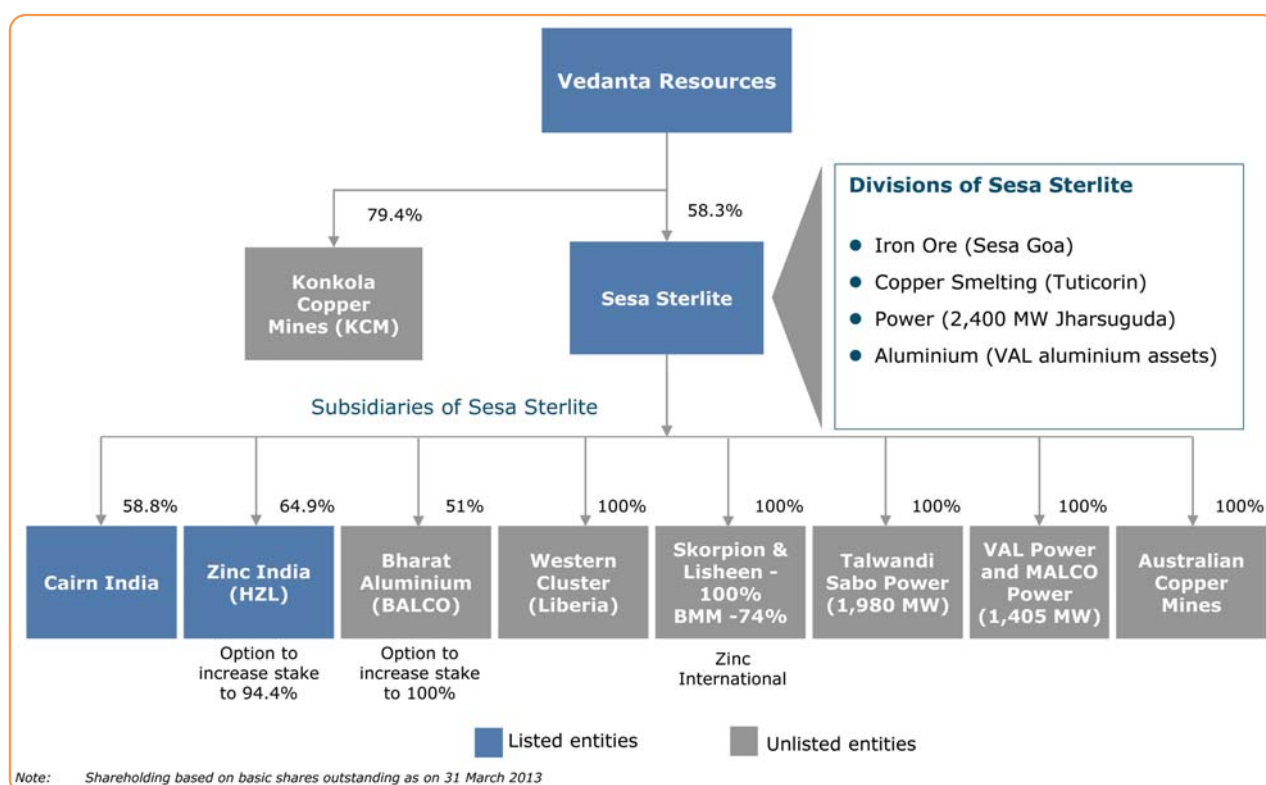 Vedanta Resources
79.4%
58.3%
Konkola
Copper
Mines (KCM)
Sesa Sterlite
Divisions of Sesa Sterlite
● Iron Ore (Sesa Goa)
● Copper Smelting (Tuticorin)
● Power (2,400 MW Jharsuguda)
● Aluminium (VAL aluminium assets)
Subsidiaries of Sesa Sterlite
58.8%
64.9%
51%
100%
100%
100%
100%
100%
Cairn India
Zinc India
(HZL)
Bharat
Aluminium
(BALCO)
Western
Cluster
(Liberia)
Skorpion &
Lisheen -
100%
BMM -74%
Talwandi
Sabo Power
(1,980 MW)
VAL Power
and MALCO
Power
(1,405 MW)
Australian
Copper
Mines
Option to
increase stake
to 94.4%
Option to
increase stake
to 100%
Zinc
International
Listed entities
Unlisted entities
Note: Shareholding based on basic shares outstanding as on 31 March 2013